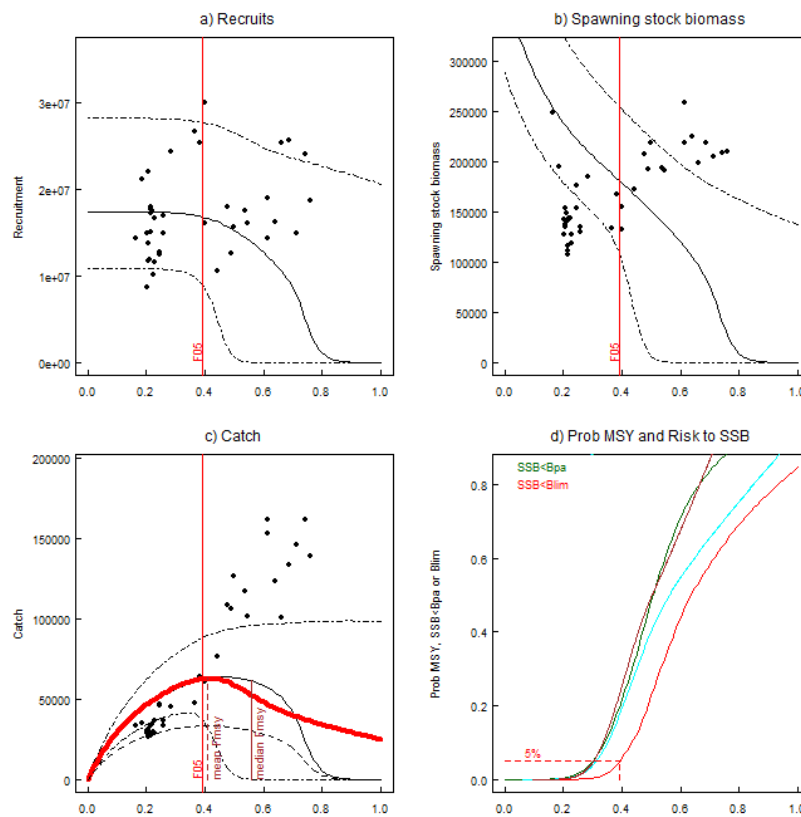 a) Recruits
Recruitment
3e+07
2e+07
1e+07
0e+00
F05
0.0 0.2 0.4 0.6 0.8 1.0
b) Spawning stock biomass
Spawning stock biomass
300000
250000
200000
150000
100000
50000
0
F05
0.0 0.2 0.4 0.6 0.8 1.0
c) Catch
Catch
200000
150000
100000
50000
0
F05
mean Fmsy
median Fmsy
0.0 0.2 0.4 0.6 0.8 1.0
d) Prob MSY and Risk to SSB
Prob MSY, SSB<Bpa or Blim
SSB<Bpa
SSB<Blim
0.8
0.6
0.4
0.2
0.0
5%
0.0 0.2 0.4 0.6 0.8 1.0